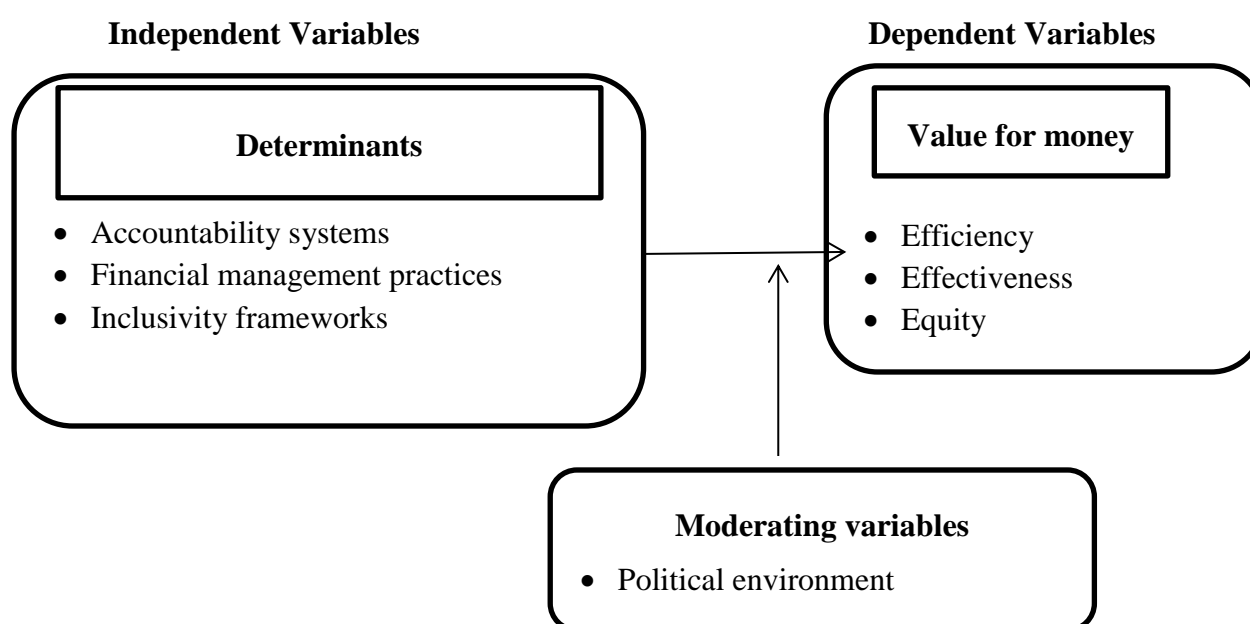 Independent Variables
Determinants
• Accountability systems
• Financial management practices
• Inclusivity frameworks
Dependent Variables
Value for money
• Efficiency
• Effectiveness
• Equity
Moderating variables
• Political environment